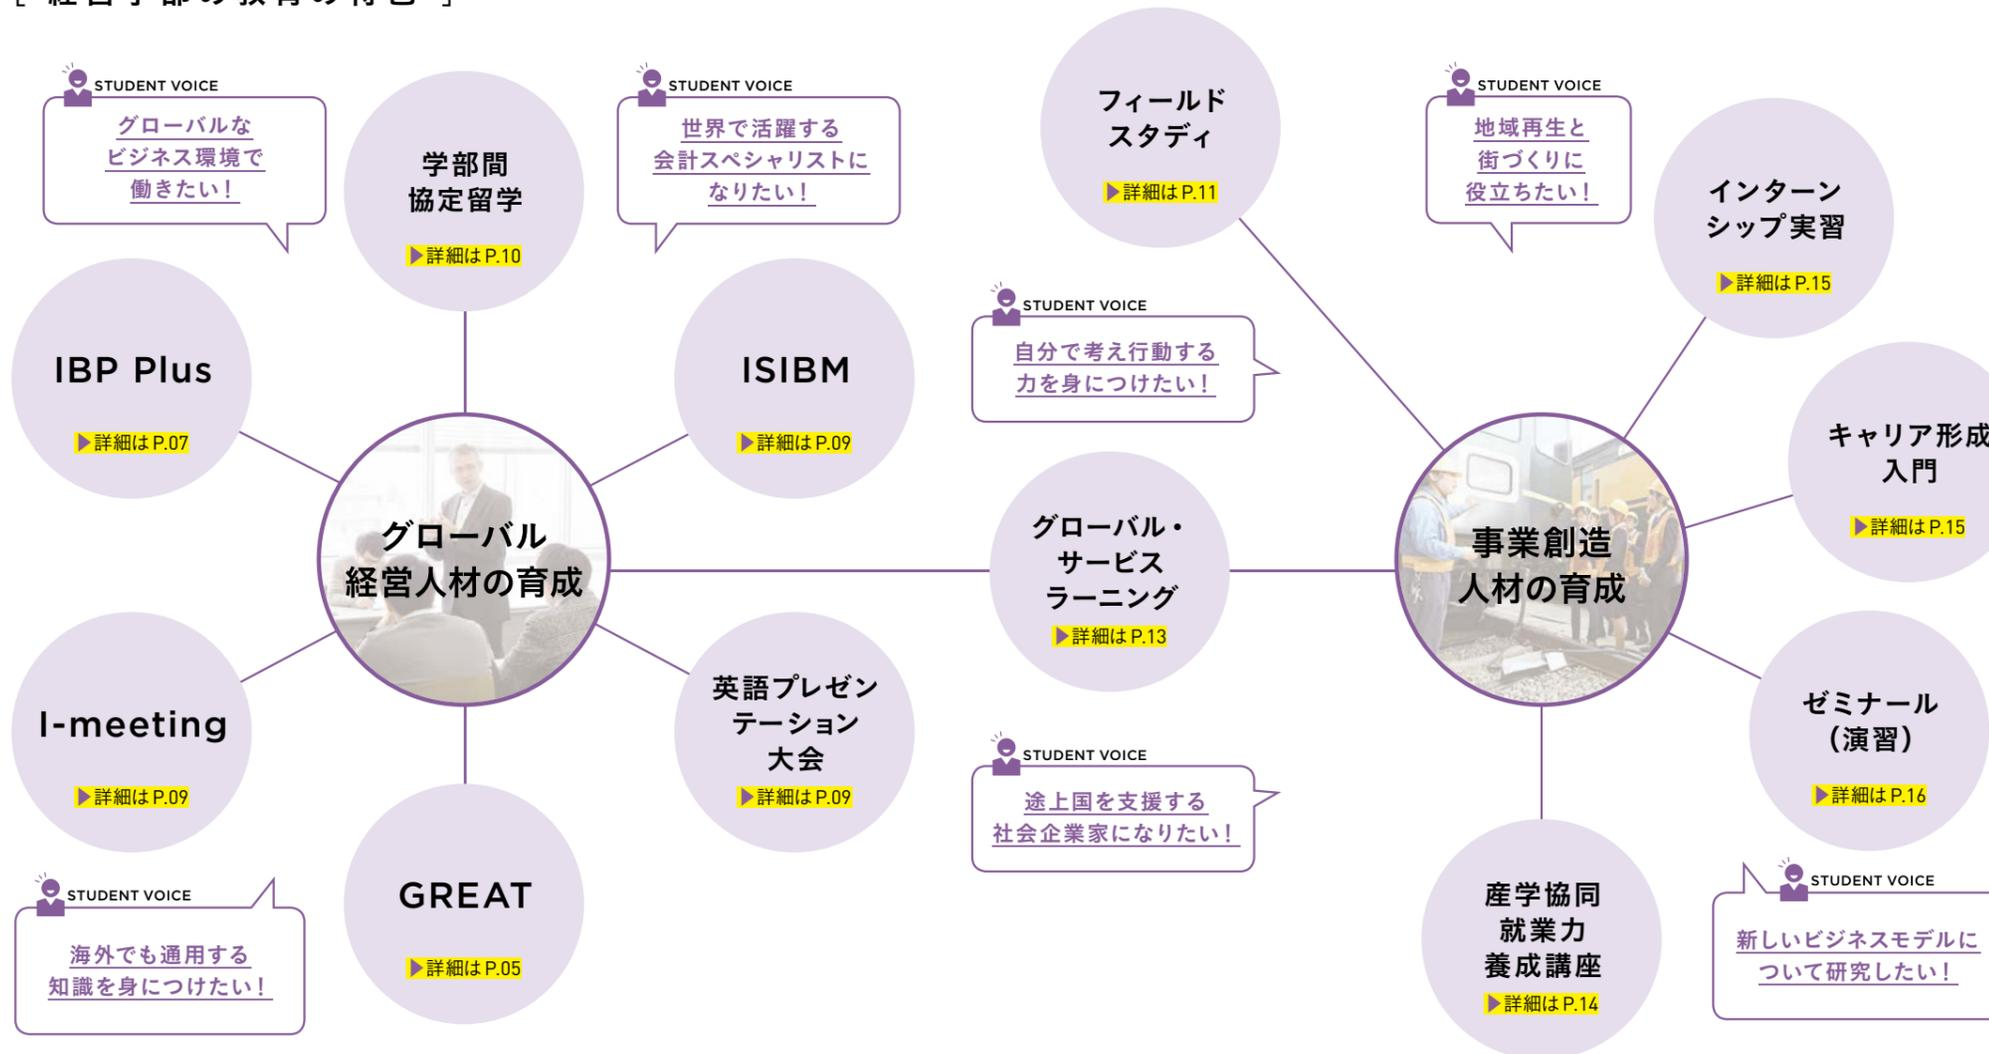 [ 経営学部の教育の特色 ]
STUDENT VOICE
グローバルな
ビジネス環境で
働きたい！
学部間
協定留学
▶詳細はP.10
STUDENT VOICE
世界で活躍する
会計スペシャリストに
なりたい！
IBP Plus
▶詳細はP.07
ISIBM
▶詳細はP.09
グローバル
経営人材の育成
I-meeting
▶詳細はP.09
英語プレゼン
テーション
大会
▶詳細はP.09
GREAT
▶詳細はP.05
STUDENT VOICE
海外でも通用する
知識を身につけたい！
フィールド
スタディ
▶詳細はP.11
STUDENT VOICE
自分で考え行動する
力を身につけたい！
グローバル・
サービス
ラーニング
▶詳細はP.13
STUDENT VOICE
途上国を支援する
社会企業家になりたい！
STUDENT VOICE
地域再生と
街づくりに
役立ちたい！
インターン
シップ実習
▶詳細はP.15
キャリア形成
入門
▶詳細はP.15
事業創造
人材の育成
ゼミナール
（演習）
▶詳細はP.16
産学協同
就業力
養成講座
▶詳細はP.14
STUDENT VOICE
新しいビジネスモデルに
ついて研究したい！